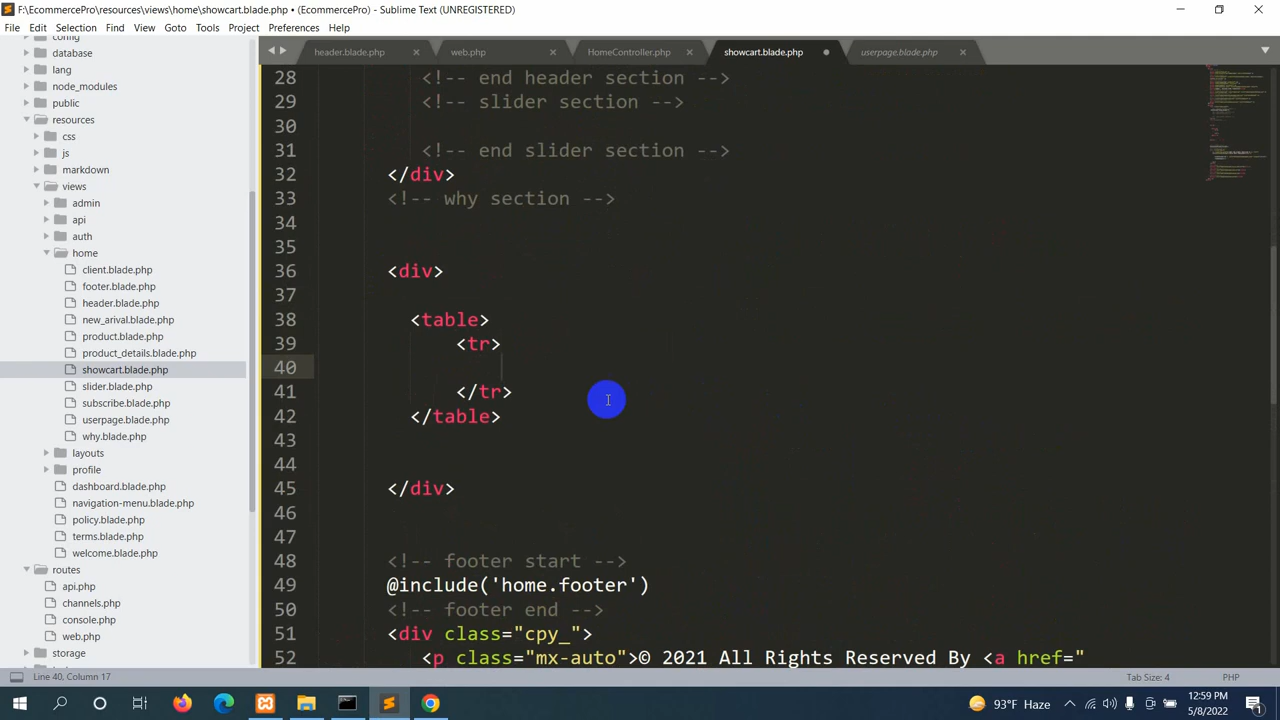 F:\EcommercePro\resources\views\home\showcart.blade.php • (EcommercePro) - Sublime Text (UNREGISTERED)
File Edit Selection Find View Goto Tools Project Preferences Help
config
database
lang
node_modules
public
resources
css
js
markdown
views
admin
api
auth
home
client.blade.php
footer.blade.php
header.blade.php
new_arival.blade.php
product.blade.php
product_details.blade.php
showcart.blade.php
slider.blade.php
subscribe.blade.php
userpage.blade.php
why.blade.php
layouts
profile
dashboard.blade.php
navigation-menu.blade.php
policy.blade.php
terms.blade.php
welcome.blade.php
routes
api.php
channels.php
console.php
web.php
storage
header.blade.php web.php HomeController.php showcart.blade.php userpage.blade.php
28 <!-- end header section -->
29 <!-- slider section -->
30
31 <!-- end slider section -->
32 </div>
33 <!-- why section -->
34
35
36 <div>
37
38 <table>
39 <tr>
40
41 </tr>
42 </table>
43
44
45 </div>
46
47
48 <!-- footer start -->
49 @include('home.footer')
50 <!-- footer end -->
51 <div class="cpy_">
52 <p class="mx-auto">© 2021 All Rights Reserved By <a href="
Line 40, Column 17
Tab Size: 4
PHP
93°F Haze
12:59 PM
5/8/2022
1